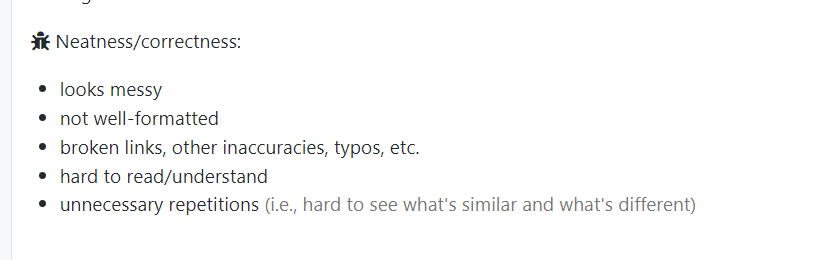 Neatness/correctness:
looks messy
not well-formatted
broken links, other inaccuracies, typos, etc.
hard to read/understand
unnecessary repetitions (i.e., hard to see what's similar and what's different)